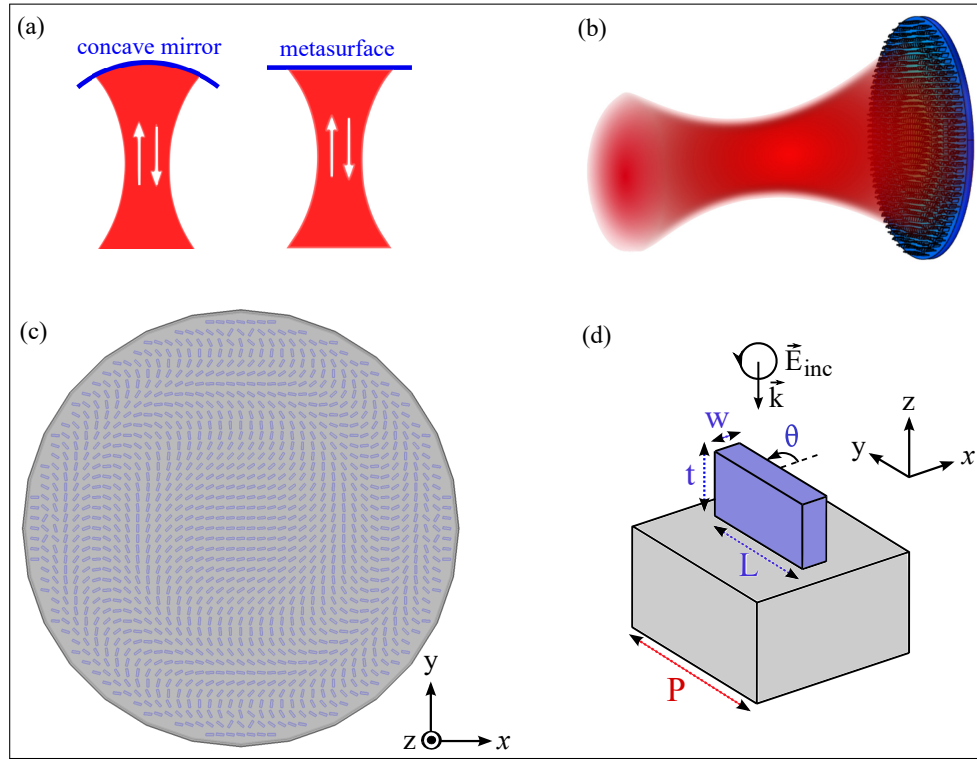 (a)
concave mirror
metasurface
(b)
(c)
y
z
x
(d)
E⃗inc
k⃗
w
θ
t
L
P
z
y
x